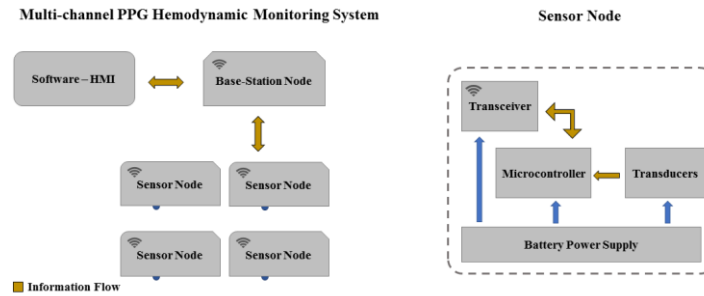 Multi-channel PPG Hemodynamic Monitoring System
Software – HMI
Base-Station Node
Sensor Node
Sensor Node
Sensor Node
Sensor Node
Information Flow
Sensor Node
Transceiver
Microcontroller
Transducers
Battery Power Supply